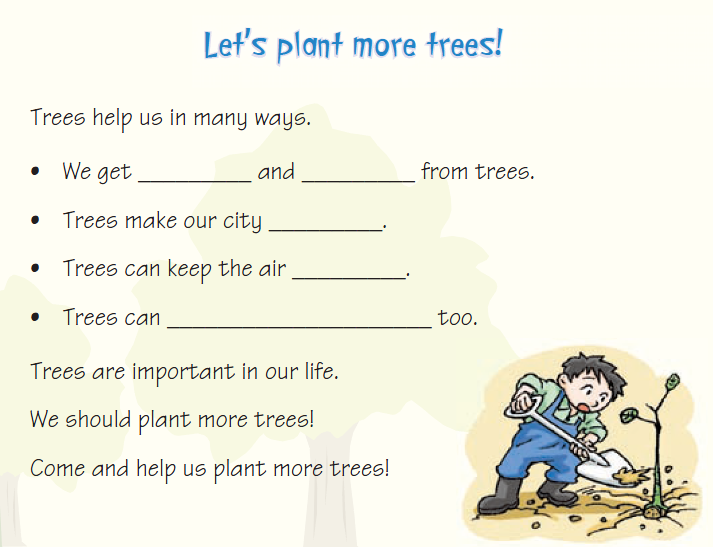 Let's plant more trees!
Trees help us in many ways.
• We get _________ and _________ from trees.
• Trees make our city _________.
• Trees can keep the air _________.
• Trees can _____________________ too.
Trees are important in our life.
We should plant more trees!
Come and help us plant more trees!